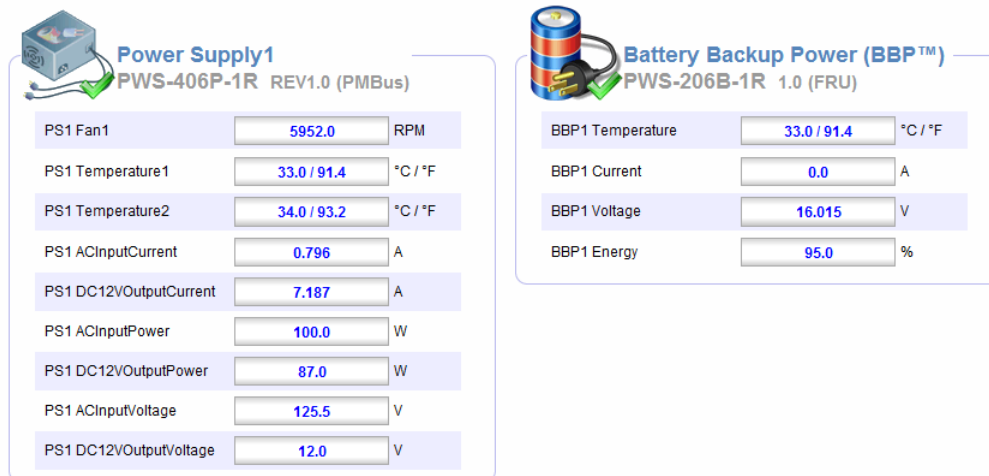 Power Supply1
PWS-406P-1R REV1.0 (PMBus)
PS1 Fan1 5952.0 RPM
PS1 Temperature1 33.0 / 91.4 °C / °F
PS1 Temperature2 34.0 / 93.2 °C / °F
PS1 ACInputCurrent 0.796 A
PS1 DC12VOutputCurrent 7.187 A
PS1 ACInputPower 100.0 W
PS1 DC12VOutputPower 87.0 W
PS1 ACInputVoltage 125.5 V
PS1 DC12VOutputVoltage 12.0 V
Battery Backup Power (BBP™)
PWS-206B-1R 1.0 (FRU)
BBP1 Temperature 33.0 / 91.4 °C / °F
BBP1 Current 0.0 A
BBP1 Voltage 16.015 V
BBP1 Energy 95.0 %